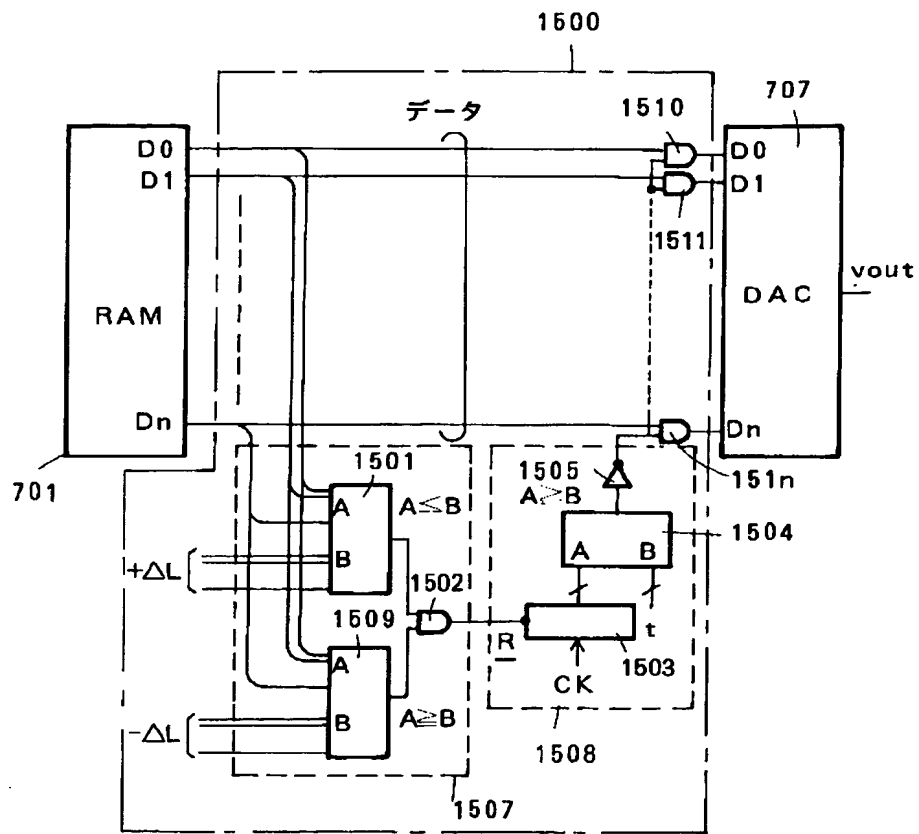 1500
データ
1510
707
D0
D1
RAM
Dn
701
1511
D0
D1
DAC
vout
Dn
151n
1501
A≦B
A
B
+ΔL
1502
1505
A>B
1504
A B
1509
A
B
A≧B
-ΔL
R
t
1503
CK
1508
1507